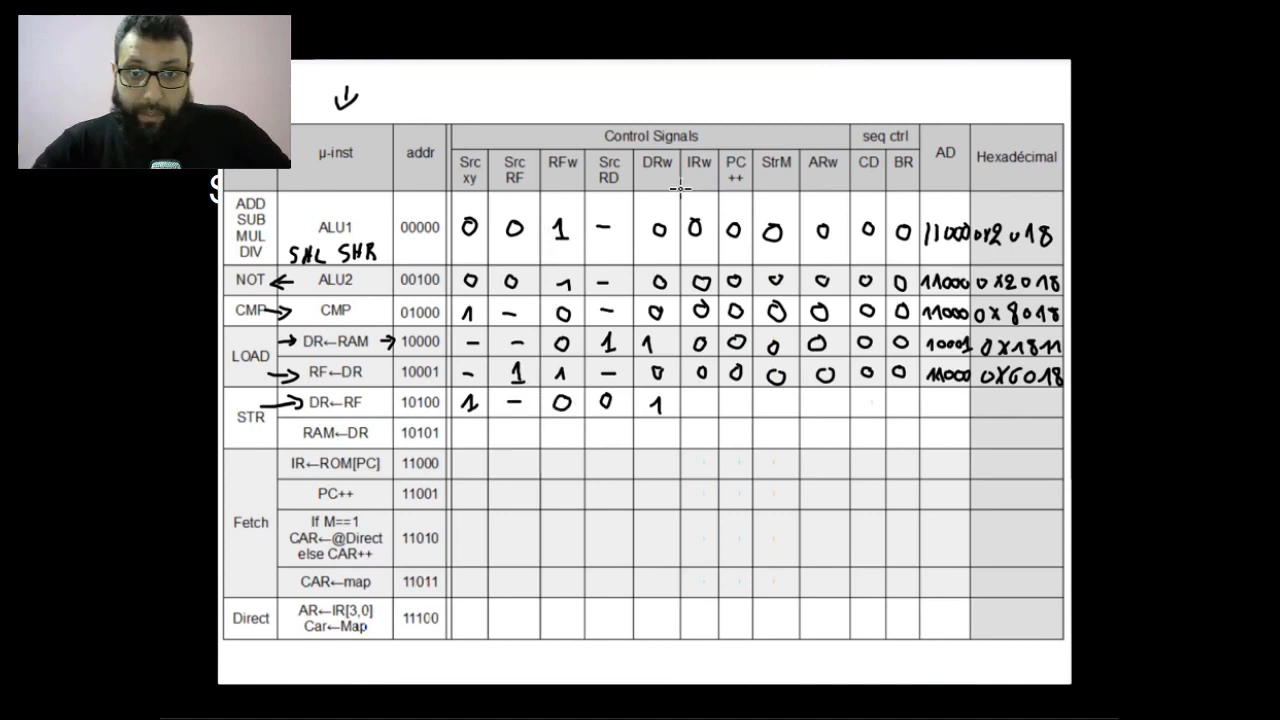 Control Signals seq ctrl
μ-inst addr Src xy Src RF RFw Src RD DRw IRw PC ++ StrM ARw CD BR AD Hexadécimal
ADD SUB MUL DIV ALU1 SHL SHR 00000 0 0 1 - 0 0 0 0 0 0 0 11000 0x2018
NOT ← ALU2 00100 0 0 1 - 0 0 0 0 0 0 0 11000 0x2018
CMP → CMP 01000 1 - 0 - 0 0 0 0 0 0 0 11000 0x8018
LOAD → DR←RAM → 10000 - - 0 1 1 0 0 0 0 0 0 10001 0x1811
→ RF←DR 10001 - 1 1 - 0 0 0 0 0 0 0 11000 0x6018
STR → DR←RF 10100 1 - 0 0 1
RAM←DR 10101
Fetch IR←ROM[PC] 11000
PC++ 11001
If M==1
CAR←@Direct 11010
else CAR++
CAR←map 11011
Direct AR←IR[3,0] 11100
Car←Map